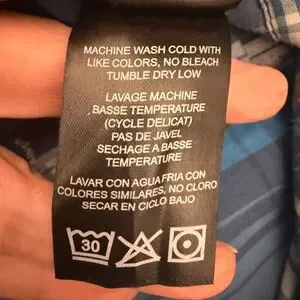 MACHINE WASH COLD WITH
LIKE COLORS, NO BLEACH
TUMBLE DRY LOW
LAVAGE MACHINE
BASSE TEMPERATURE
(CYCLE DELICAT)
PAS DE JAVEL
SECHAGE A BASSE
TEMPERATURE
LAVAR CON AGUA FRIA CON
COLORES SIMILARES, NO CLORO
SECAR EN CICLO BAJO
30